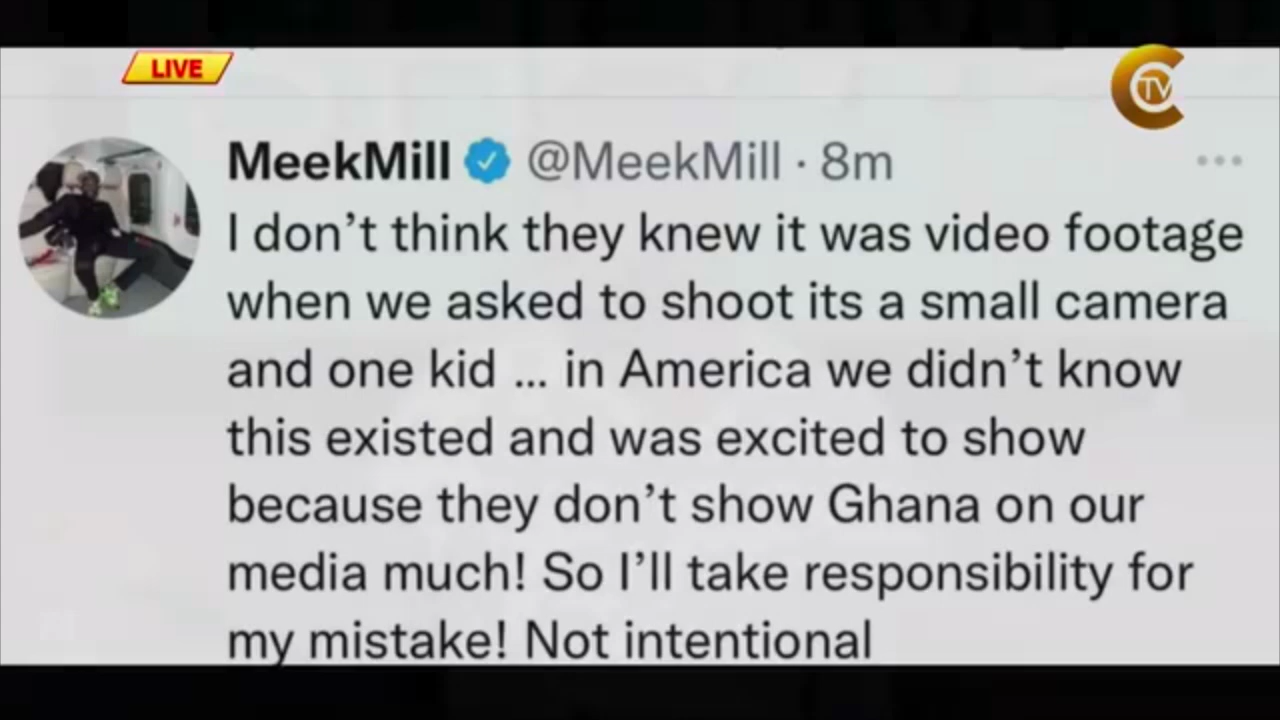 LIVE
CTV
MeekMill @MeekMill · 8m
I don’t think they knew it was video footage
when we asked to shoot its a small camera
and one kid ... in America we didn’t know
this existed and was excited to show
because they don’t show Ghana on our
media much! So I’ll take responsibility for
my mistake! Not intentional